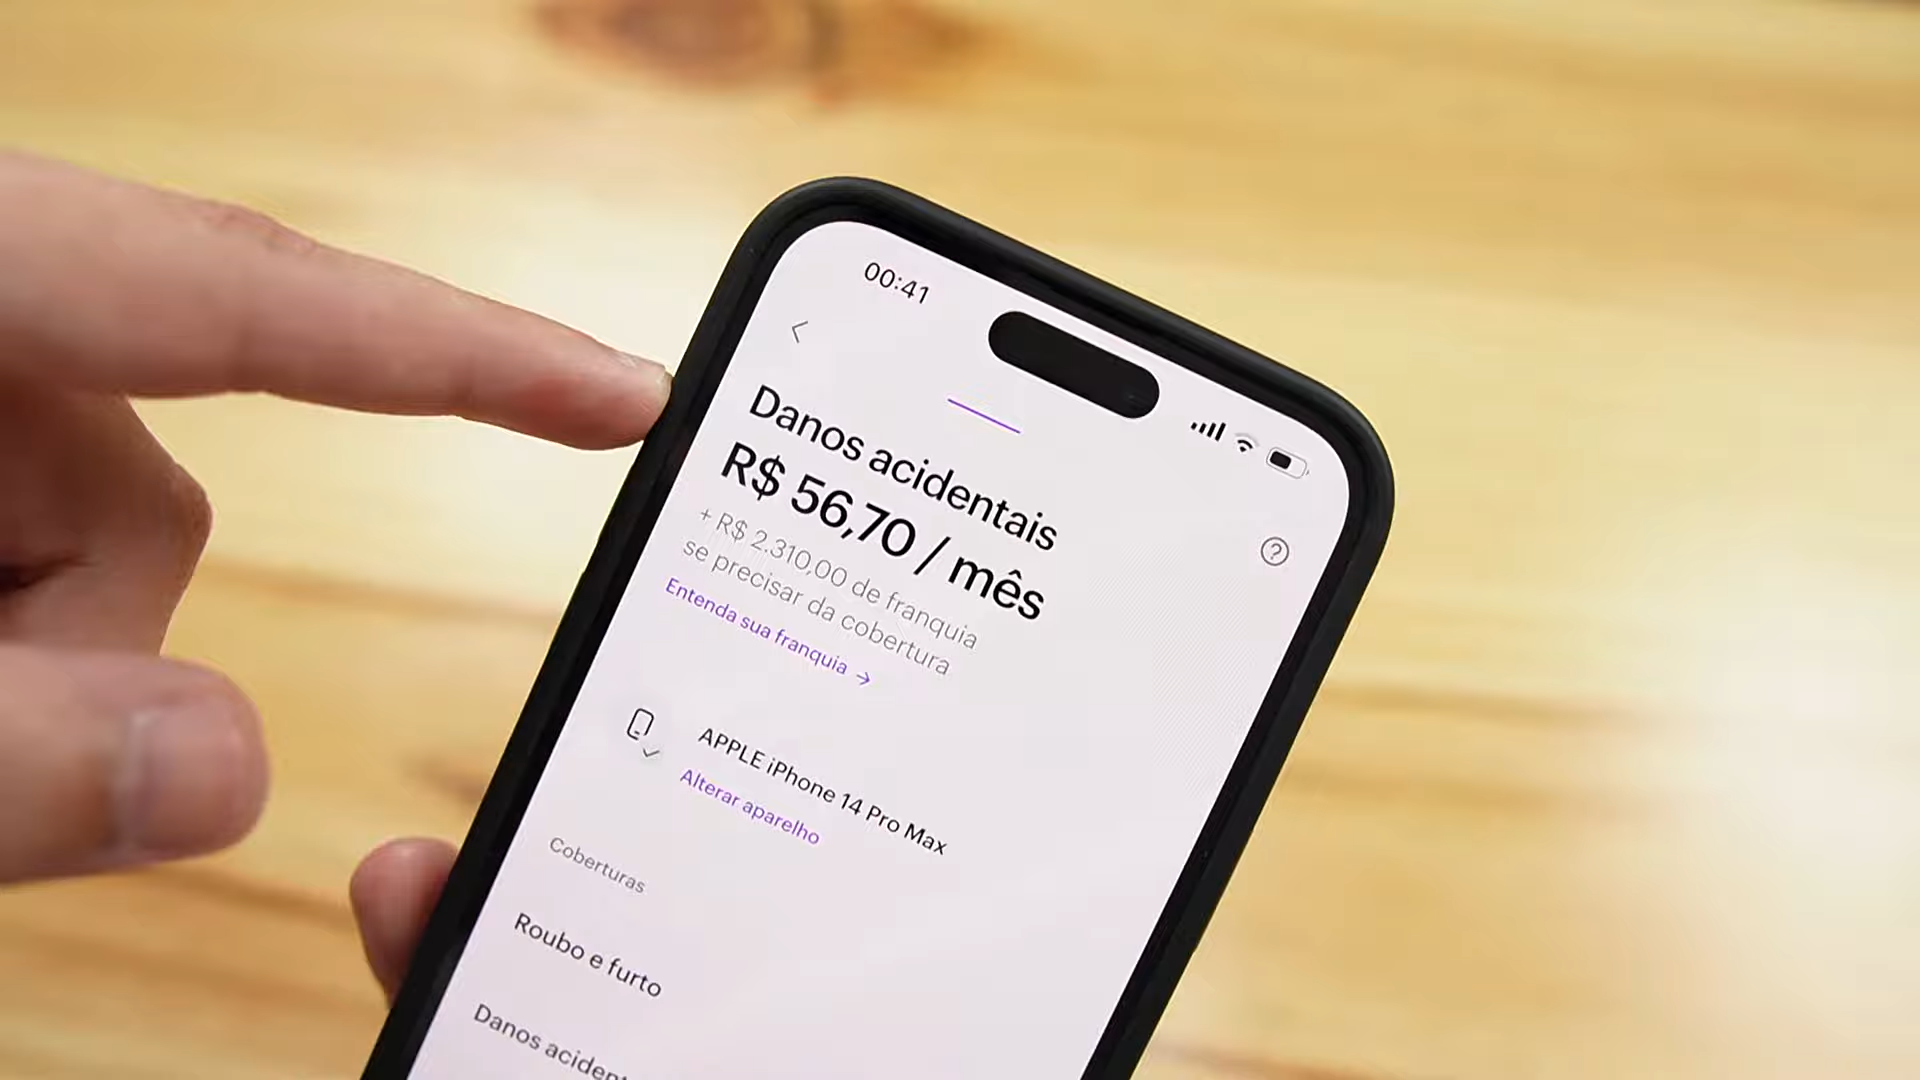 00:41
Danos acidentais
R$ 56,70 / mês
+ R$ 2.310,00 de franquia
se precisar da cobertura
Entenda sua franquia →
APPLE iPhone 14 Pro Max
Alterar aparelho
Coberturas
Roubo e furto
Danos